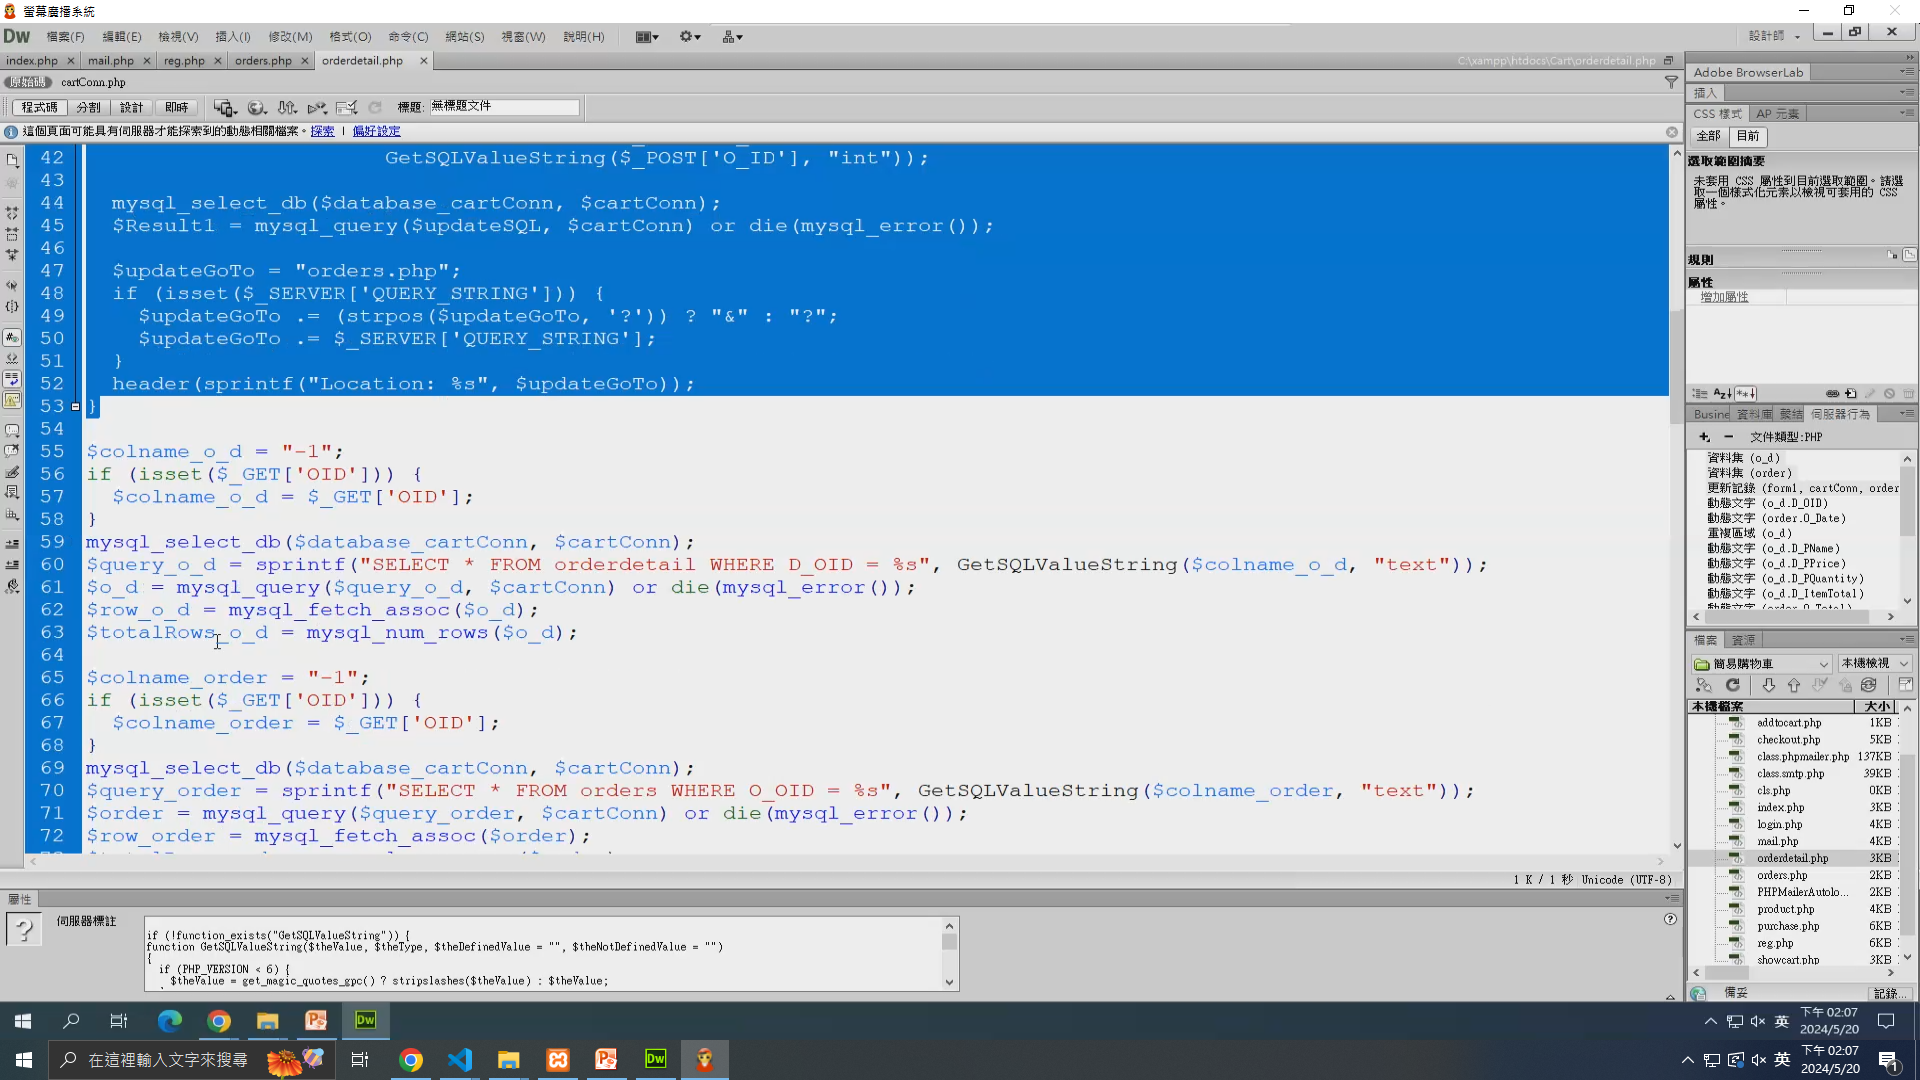 螢幕廣播系統
Dw 檔案(F) 編輯(E) 檢視(V) 插入(I) 修改(M) 格式(O) 命令(C) 網站(S) 視窗(W) 說明(H) 設計師
index.php mail.php reg.php orders.php orderdetail.php C:\xampp\htdocs\Cart\orderdetail.php
原始碼 cartConn.php
程式碼 分割 設計 即時 標題: 無標題文件
這個頁面可能具有伺服器才能探索到的動態相關檔案。 探索 | 偏好設定
42 GetSQLValueString($_POST['O_ID'], "int"));
43
44 mysql_select_db($database_cartConn, $cartConn);
45 $Result1 = mysql_query($updateSQL, $cartConn) or die(mysql_error());
46
47 $updateGoTo = "orders.php";
48 if (isset($_SERVER['QUERY_STRING'])) {
49 $updateGoTo .= (strpos($updateGoTo, '?')) ? "&" : "?";
50 $updateGoTo .= $_SERVER['QUERY_STRING'];
51 }
52 header(sprintf("Location: %s", $updateGoTo));
53 }
54
55 $colname_o_d = "-1";
56 if (isset($_GET['OID'])) {
57 $colname_o_d = $_GET['OID'];
58 }
59 mysql_select_db($database_cartConn, $cartConn);
60 $query_o_d = sprintf("SELECT * FROM orderdetail WHERE D_OID = %s", GetSQLValueString($colname_o_d, "text"));
61 $o_d = mysql_query($query_o_d, $cartConn) or die(mysql_error());
62 $row_o_d = mysql_fetch_assoc($o_d);
63 $totalRows_o_d = mysql_num_rows($o_d);
64
65 $colname_order = "-1";
66 if (isset($_GET['OID'])) {
67 $colname_order = $_GET['OID'];
68 }
69 mysql_select_db($database_cartConn, $cartConn);
70 $query_order = sprintf("SELECT * FROM orders WHERE O_OID = %s", GetSQLValueString($colname_order, "text"));
71 $order = mysql_query($query_order, $cartConn) or die(mysql_error());
72 $row_order = mysql_fetch_assoc($order);
1 K / 1 秒 Unicode (UTF-8)
屬性
伺服器標註
if (!function_exists("GetSQLValueString")) {
function GetSQLValueString($theValue, $theType, $theDefinedValue = "", $theNotDefinedValue = "")
{
if (PHP_VERSION < 6) {
$theValue = get_magic_quotes_gpc() ? stripslashes($theValue) : $theValue;
Adobe BrowserLab
插入
CSS 樣式 AP 元素
全部 目前
選取範圍摘要
未套用 CSS 屬性到目前選取範圍。請選
取一個樣式化元素以檢視可套用的 CSS
屬性。
規則
屬性
增加屬性
Busine 資料庫 繫結 伺服器行為
文件類型:PHP
資料集 (o_d)
資料集 (order)
更新記錄 (form1, cartConn, order
動態文字 (o_d.D_OID)
動態文字 (order.O_Date)
重複區域 (o_d)
動態文字 (o_d.D_PName)
動態文字 (o_d.D_PPrice)
動態文字 (o_d.D_PQuantity)
動態文字 (o_d.D_ItemTotal)
檔案 資源
簡易購物車 本機檢視
本機檔案 大小
addtocart.php 1KB
checkout.php 5KB
class.phpmailer.php 137KB
class.smtp.php 39KB
cls.php 0KB
index.php 3KB
login.php 4KB
mail.php 4KB
orderdetail.php 3KB
orders.php 2KB
PHPMailerAutolo... 2KB
product.php 4KB
purchase.php 6KB
reg.php 6KB
showcart.php 3KB
備妥 記錄...
Dw 英 下午 02:07
2024/5/20
在這裡輸入文字來搜尋 Dw 英 下午 02:07
2024/5/20 1